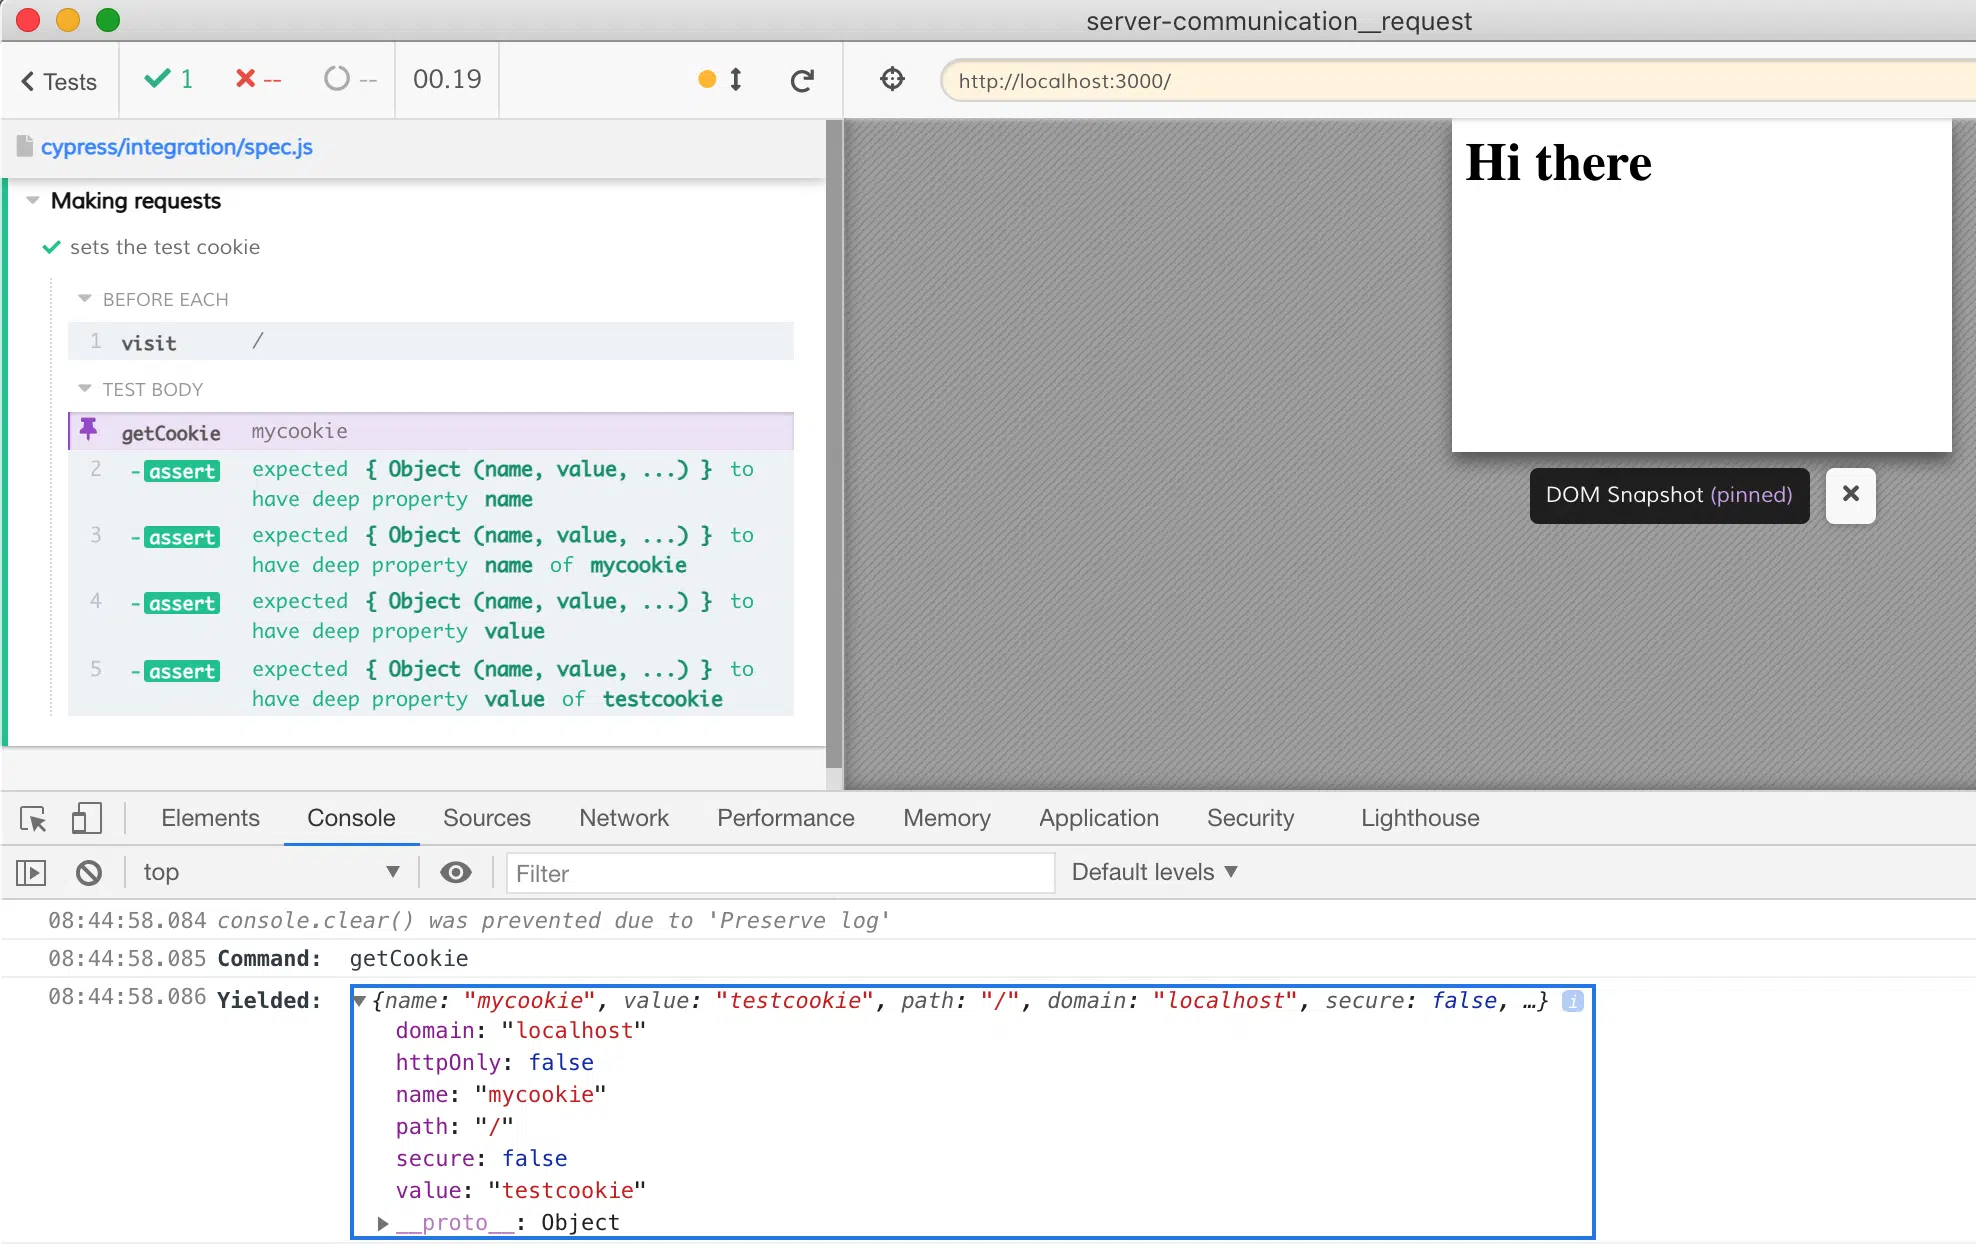 server-communication__request
Tests 1 -- -- 00.19
http://localhost:3000/
cypress/integration/spec.js
Making requests
sets the test cookie
BEFORE EACH
1 visit /
TEST BODY
getCookie mycookie
2 -assert expected { Object (name, value, ...) } to
have deep property name
3 -assert expected { Object (name, value, ...) } to
have deep property name of mycookie
4 -assert expected { Object (name, value, ...) } to
have deep property value
5 -assert expected { Object (name, value, ...) } to
have deep property value of testcookie
Hi there
DOM Snapshot (pinned)
Elements Console Sources Network Performance Memory Application Security Lighthouse
top Filter Default levels
08:44:58.084 console.clear() was prevented due to 'Preserve log'
08:44:58.085 Command: getCookie
08:44:58.086 Yielded: {name: "mycookie", value: "testcookie", path: "/", domain: "localhost", secure: false, …} i
domain: "localhost"
httpOnly: false
name: "mycookie"
path: "/"
secure: false
value: "testcookie"
__proto__: Object